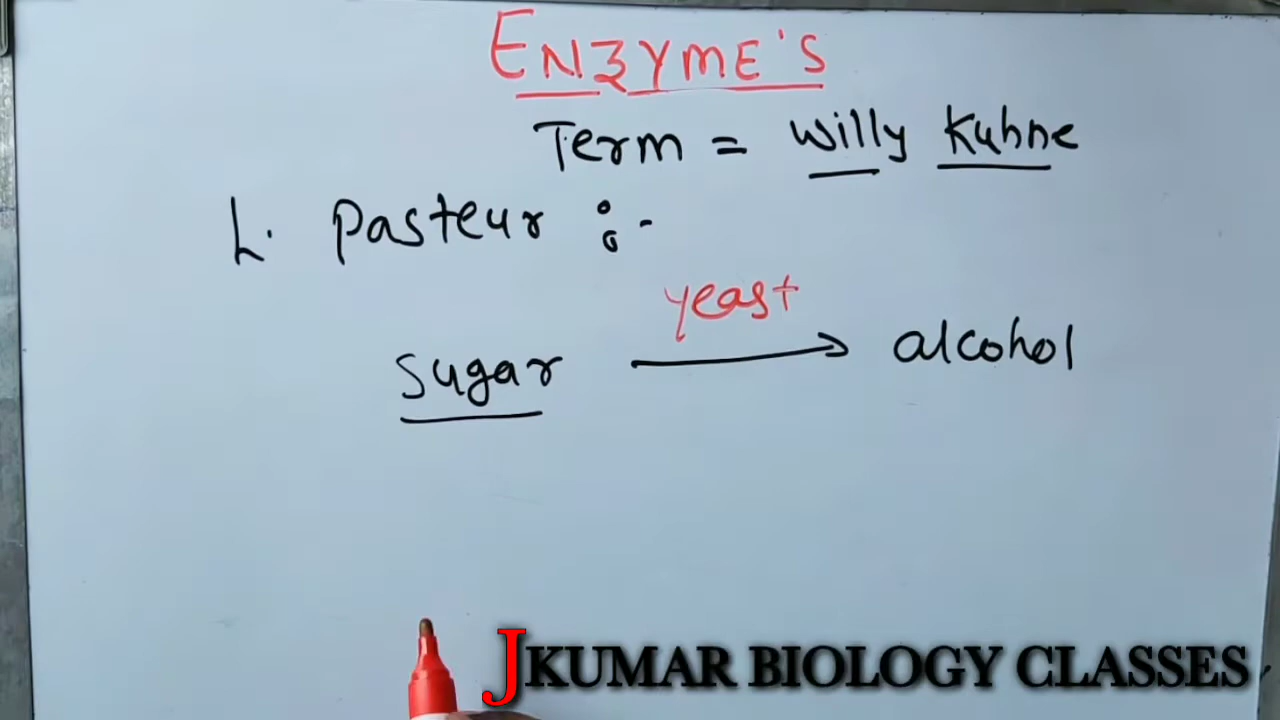 ENZYME'S
Term = Willy Kuhne
L. Pasteur :-
yeast
Sugar → alcohol
JKUMAR BIOLOGY CLASSES